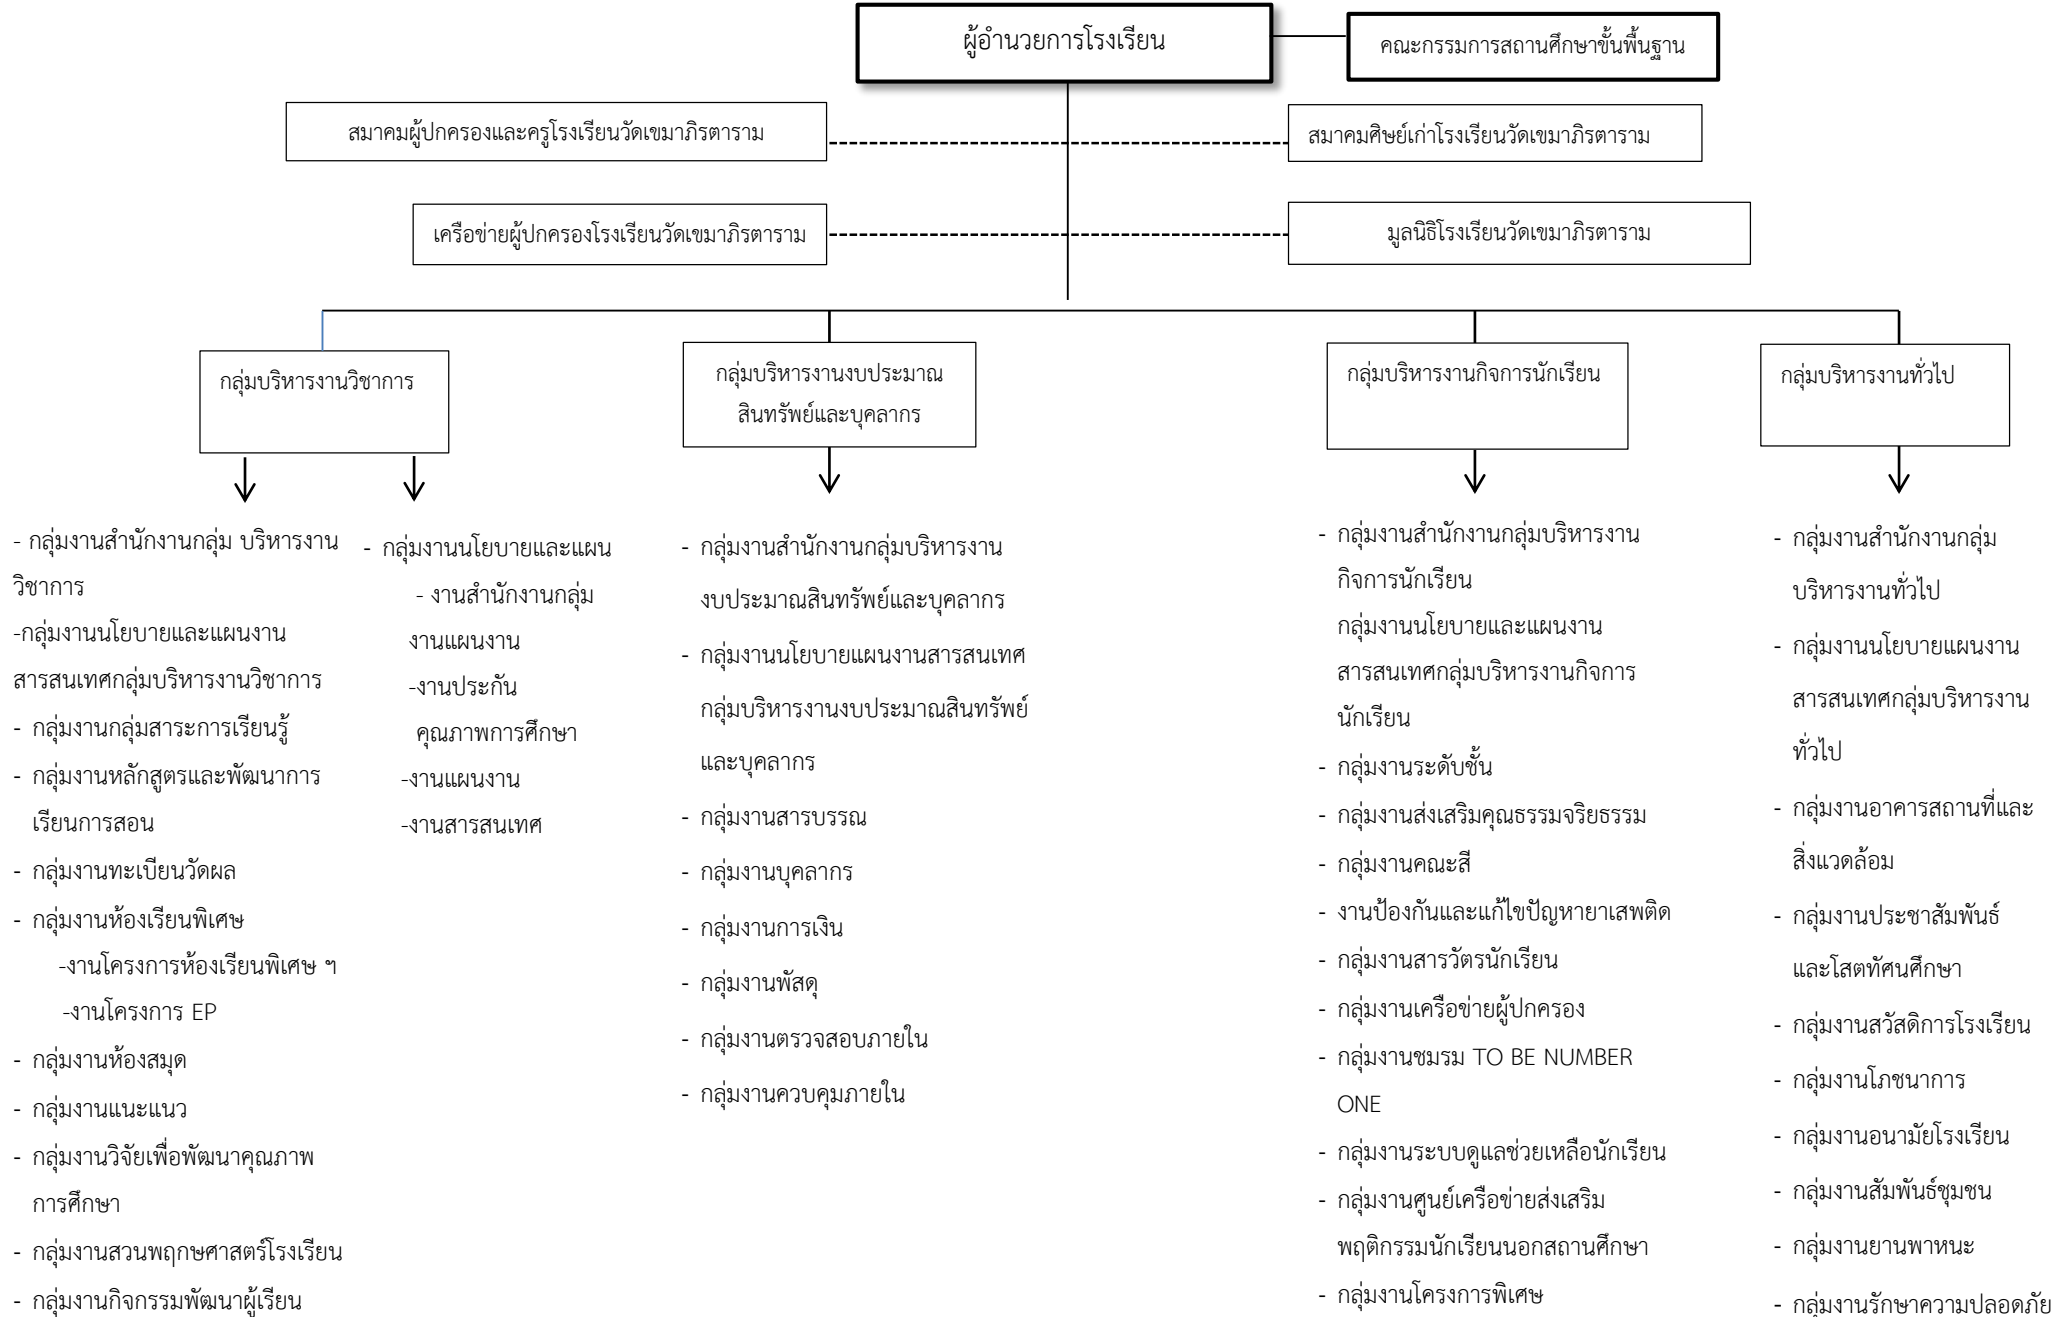 ผู้อำนวยการโรงเรียน
คณะกรรมการสถานศึกษาขั้นพื้นฐาน
สมาคมผู้ปกครองและครูโรงเรียนวัดเขมาภิรตาราม
สมาคมศิษย์เก่าโรงเรียนวัดเขมาภิรตาราม
เครือข่ายผู้ปกครองโรงเรียนวัดเขมาภิรตาราม
มูลนิธิโรงเรียนวัดเขมาภิรตาราม
กลุ่มบริหารงานวิชาการ
กลุ่มบริหารงานงบประมาณ
สินทรัพย์และบุคลากร
กลุ่มบริหารงานกิจการนักเรียน
กลุ่มบริหารงานทั่วไป
- กลุ่มงานสำนักงานกลุ่ม บริหารงาน
วิชาการ
-กลุ่มงานนโยบายและแผนงาน
สารสนเทศกลุ่มบริหารงานวิชาการ
- กลุ่มงานกลุ่มสาระการเรียนรู้
- กลุ่มงานหลักสูตรและพัฒนาการ
เรียนการสอน
- กลุ่มงานทะเบียนวัดผล
- กลุ่มงานห้องเรียนพิเศษ
-งานโครงการห้องเรียนพิเศษ ฯ
-งานโครงการ EP
- กลุ่มงานห้องสมุด
- กลุ่มงานแนะแนว
- กลุ่มงานวิจัยเพื่อพัฒนาคุณภาพ
การศึกษา
- กลุ่มงานสวนพฤกษศาสตร์โรงเรียน
- กลุ่มงานกิจกรรมพัฒนาผู้เรียน
- กลุ่มงานนโยบายและแผน
- งานสำนักงานกลุ่ม
งานแผนงาน
-งานประกัน
คุณภาพการศึกษา
-งานแผนงาน
-งานสารสนเทศ
- กลุ่มงานสำนักงานกลุ่มบริหารงาน
งบประมาณสินทรัพย์และบุคลากร
- กลุ่มงานนโยบายแผนงานสารสนเทศ
กลุ่มบริหารงานงบประมาณสินทรัพย์
และบุคลากร
- กลุ่มงานสารบรรณ
- กลุ่มงานบุคลากร
- กลุ่มงานการเงิน
- กลุ่มงานพัสดุ
- กลุ่มงานตรวจสอบภายใน
- กลุ่มงานควบคุมภายใน
- กลุ่มงานสำนักงานกลุ่มบริหารงาน
กิจการนักเรียน
กลุ่มงานนโยบายและแผนงาน
สารสนเทศกลุ่มบริหารงานกิจการ
นักเรียน
- กลุ่มงานระดับชั้น
- กลุ่มงานส่งเสริมคุณธรรมจริยธรรม
- กลุ่มงานคณะสี
- งานป้องกันและแก้ไขปัญหายาเสพติด
- กลุ่มงานสารวัตรนักเรียน
- กลุ่มงานเครือข่ายผู้ปกครอง
- กลุ่มงานชมรม TO BE NUMBER
ONE
- กลุ่มงานระบบดูแลช่วยเหลือนักเรียน
- กลุ่มงานศูนย์เครือข่ายส่งเสริม
พฤติกรรมนักเรียนนอกสถานศึกษา
- กลุ่มงานโครงการพิเศษ
- กลุ่มงานสำนักงานกลุ่ม
บริหารงานทั่วไป
- กลุ่มงานนโยบายแผนงาน
สารสนเทศกลุ่มบริหารงาน
ทั่วไป
- กลุ่มงานอาคารสถานที่และ
สิ่งแวดล้อม
- กลุ่มงานประชาสัมพันธ์
และโสตทัศนศึกษา
- กลุ่มงานสวัสดิการโรงเรียน
- กลุ่มงานโภชนาการ
- กลุ่มงานอนามัยโรงเรียน
- กลุ่มงานสัมพันธ์ชุมชน
- กลุ่มงานยานพาหนะ
- กลุ่มงานรักษาความปลอดภัย